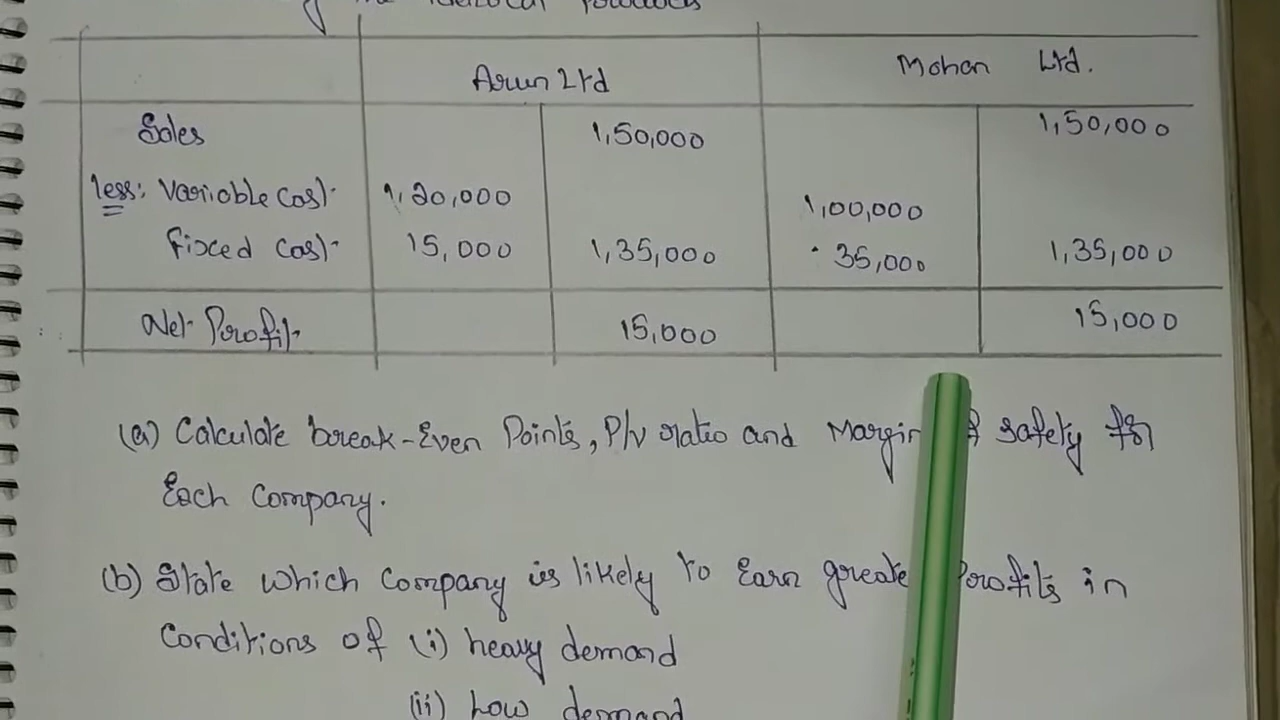 Arun Ltd Mohan Ltd.
Sales 1,50,000 1,50,000
less: Variable Cost 1,20,000 1,00,000
Fixed Cost 15,000 1,35,000 35,000 1,35,000
Net Profit 15,000 15,000
(a) Calculate break-Even Points, P/v ratio and Margin of safety for
Each Company.
(b) State which Company is likely to Earn greater Profits in
Conditions of (i) heavy demand
(ii) Low demand